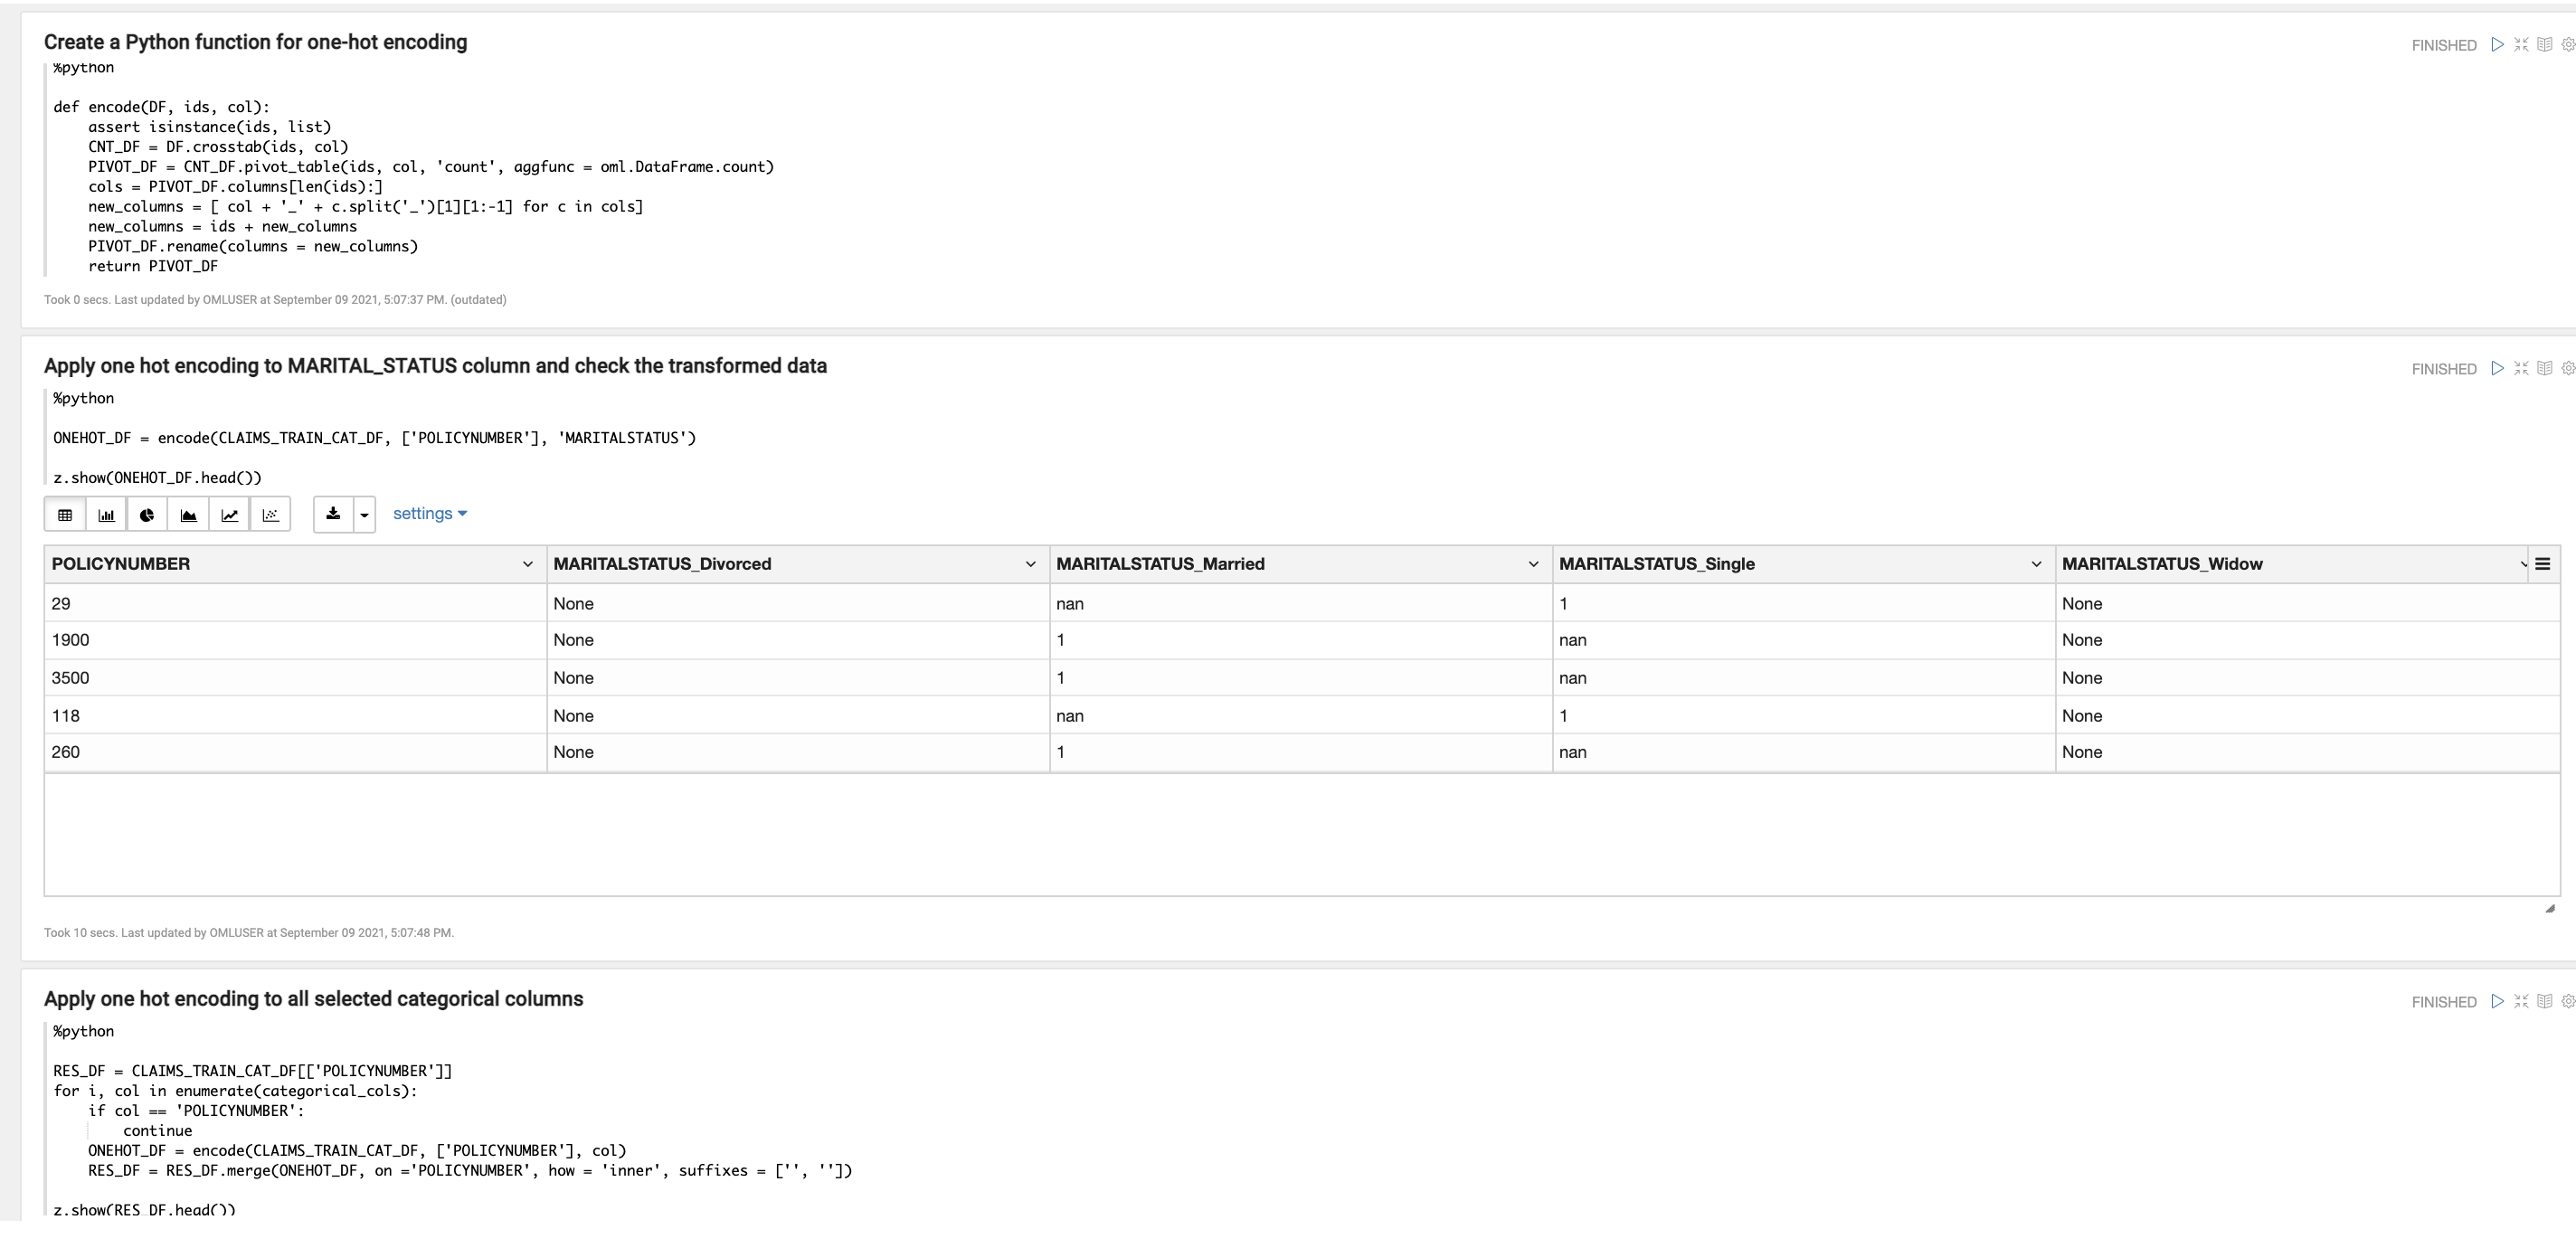 Create a Python function for one-hot encoding
FINISHED
%python
def encode(DF, ids, col):
assert isinstance(ids, list)
CNT_DF = DF.crosstab(ids, col)
PIVOT_DF = CNT_DF.pivot_table(ids, col, 'count', aggfunc = oml.DataFrame.count)
cols = PIVOT_DF.columns[len(ids):]
new_columns = [ col + '_' + c.split('_')[1][1:-1] for c in cols]
new_columns = ids + new_columns
PIVOT_DF.rename(columns = new_columns)
return PIVOT_DF
Took 0 secs. Last updated by OMLUSER at September 09 2021, 5:07:37 PM. (outdated)
Apply one hot encoding to MARITAL_STATUS column and check the transformed data
FINISHED
%python
ONEHOT_DF = encode(CLAIMS_TRAIN_CAT_DF, ['POLICYNUMBER'], 'MARITALSTATUS')
z.show(ONEHOT_DF.head())
settings
POLICYNUMBER MARITALSTATUS_Divorced MARITALSTATUS_Married MARITALSTATUS_Single MARITALSTATUS_Widow
29 None nan 1 None
1900 None 1 nan None
3500 None 1 nan None
118 None nan 1 None
260 None 1 nan None
Took 10 secs. Last updated by OMLUSER at September 09 2021, 5:07:48 PM.
Apply one hot encoding to all selected categorical columns
FINISHED
%python
RES_DF = CLAIMS_TRAIN_CAT_DF[['POLICYNUMBER']]
for i, col in enumerate(categorical_cols):
if col == 'POLICYNUMBER':
continue
ONEHOT_DF = encode(CLAIMS_TRAIN_CAT_DF, ['POLICYNUMBER'], col)
RES_DF = RES_DF.merge(ONEHOT_DF, on ='POLICYNUMBER', how = 'inner', suffixes = ['', ''])
z.show(RES_DF.head())